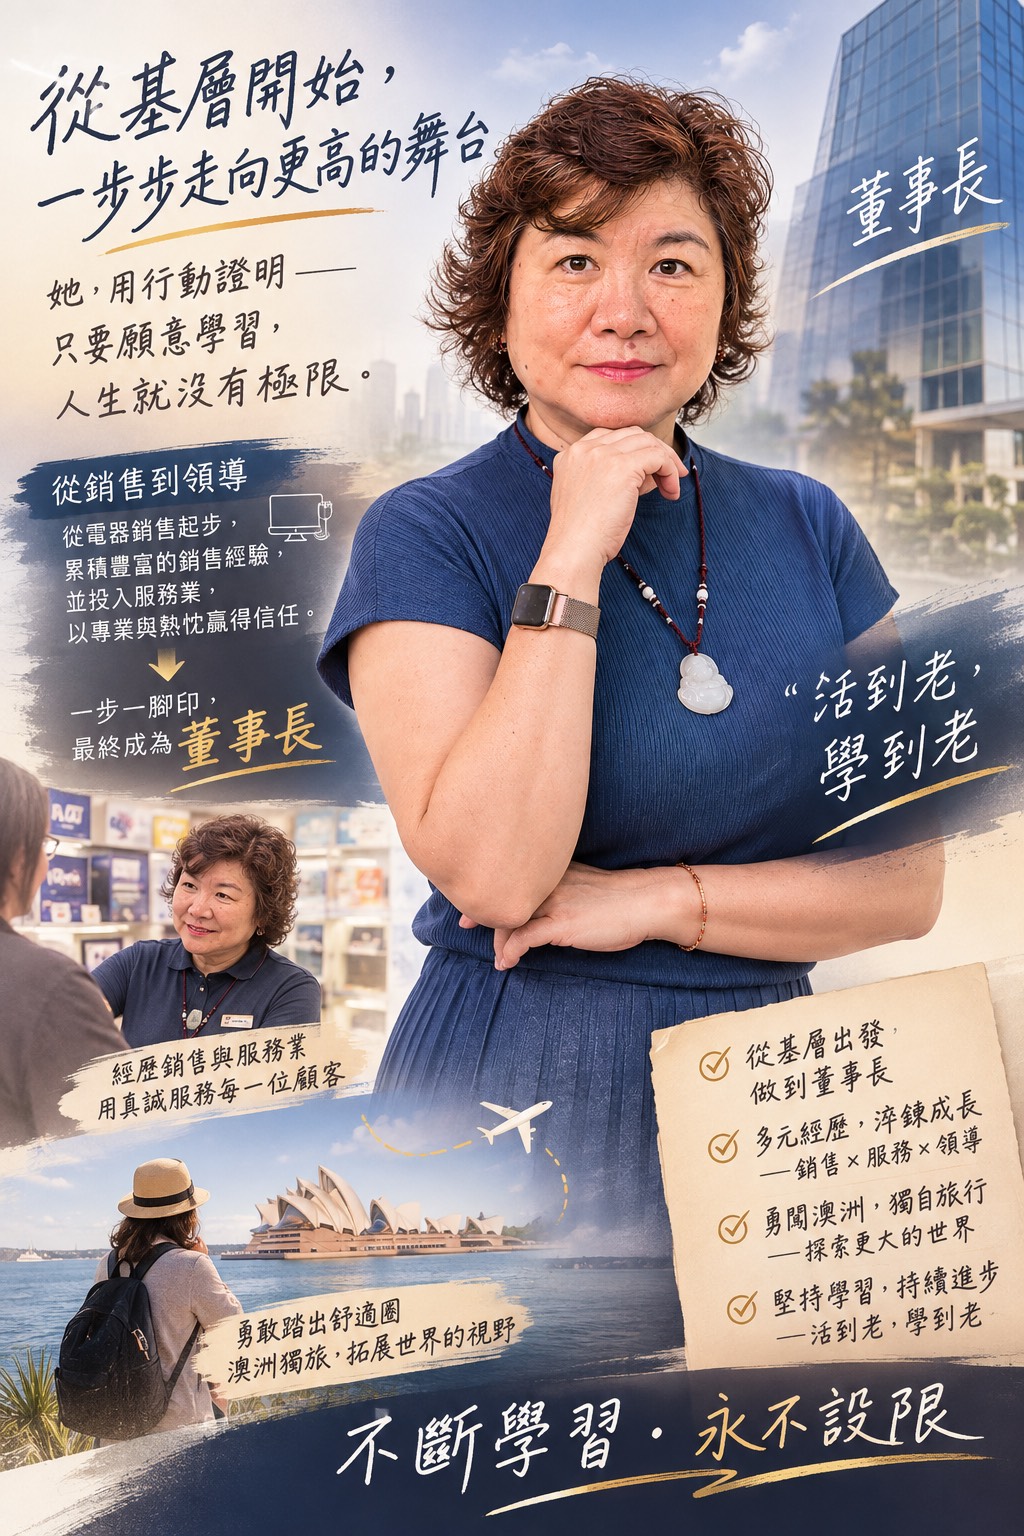 從基層開始，
一步步走向更高的舞台
董事長
她，用行動證明——
只要願意學習，
人生就沒有極限。
從銷售到領導
從電器銷售起步，
累積豐富的銷售經驗，
並投入服務業，
以專業與熱忱贏得信任。
一步一腳印，
最終成為董事長
“活到老，
學到老
經歷銷售與服務業
用真誠服務每一位顧客
從基層出發，
做到董事長
多元經歷，淬鍊成長
——銷售×服務×領導
勇闖澳洲，獨自旅行
——探索更大的世界
堅持學習，持續進步
——活到老，學到老
勇敢踏出舒適圈
澳洲獨旅，拓展世界的視野
不斷學習・永不設限